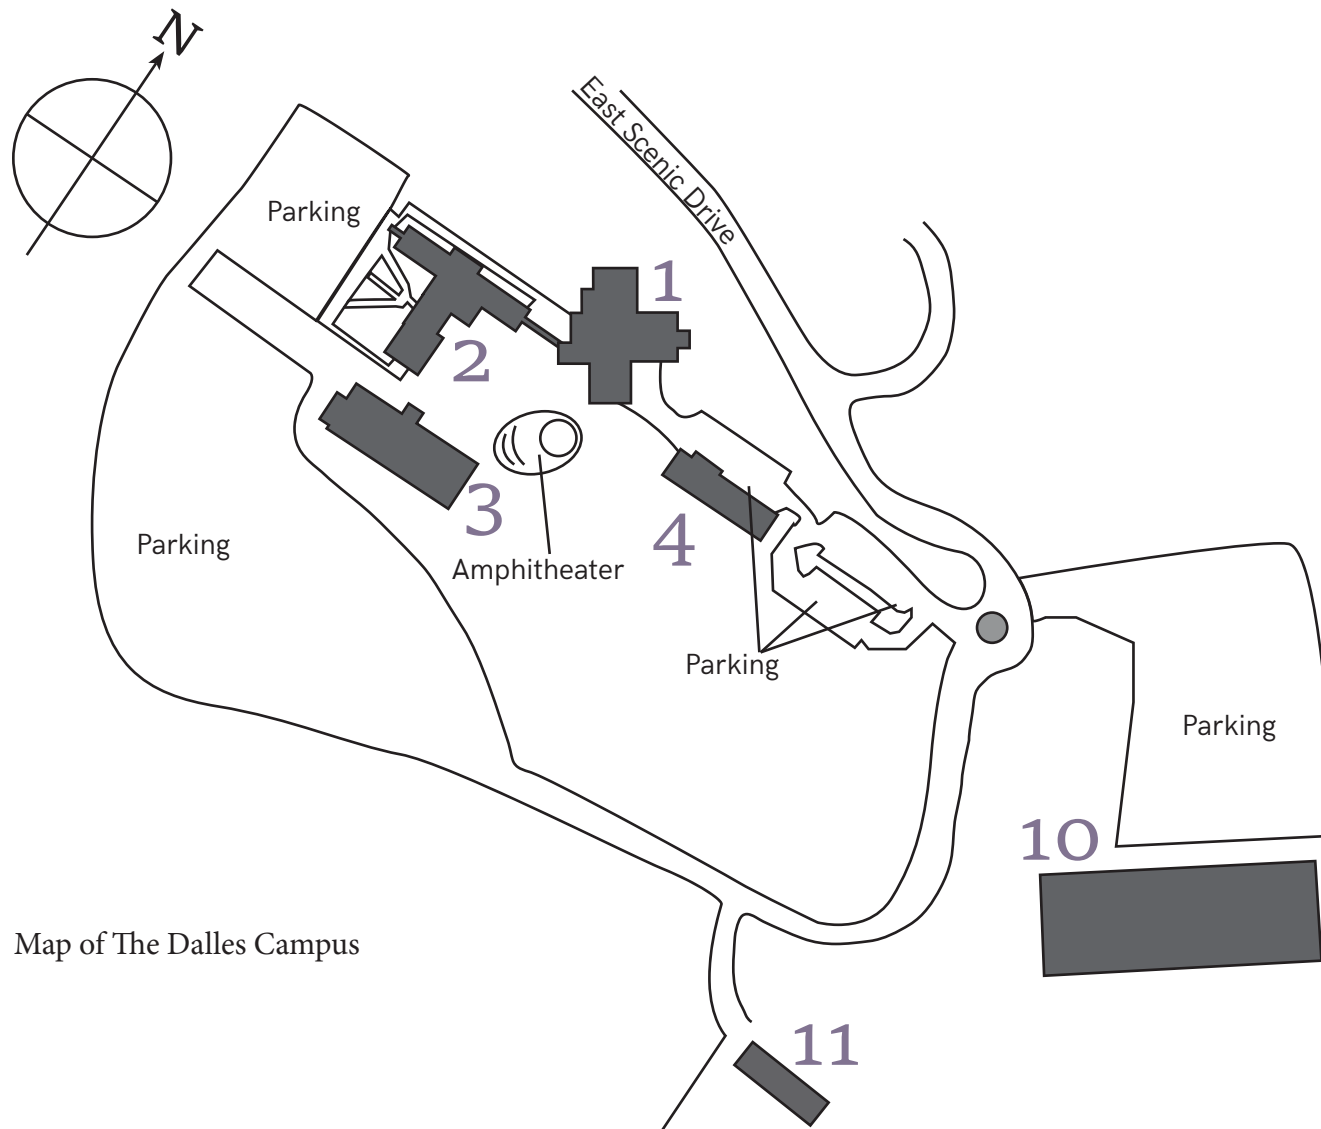 N
East Scenic Drive
Parking
1
2
3
4
Parking
Amphitheater
Parking
Parking
10
Map of The Dalles Campus
11